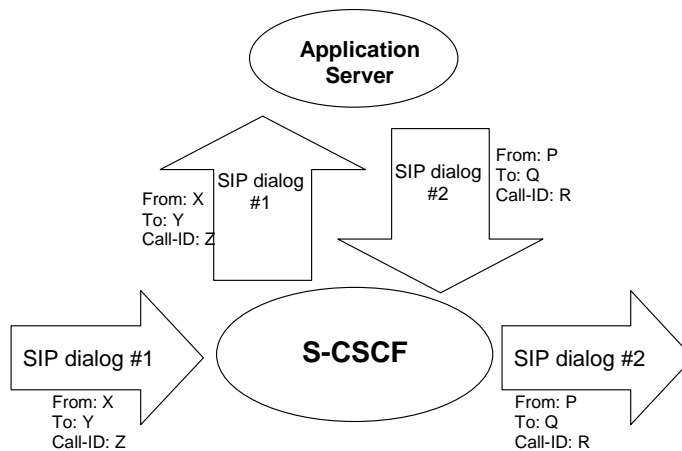 Application
Server
SIP dialog
#1
From: X
To: Y
Call-ID: Z
SIP dialog
#2
From: P
To: Q
Call-ID: R
SIP dialog #1
From: X
To: Y
Call-ID: Z
S-CSCF
SIP dialog #2
From: P
To: Q
Call-ID: R